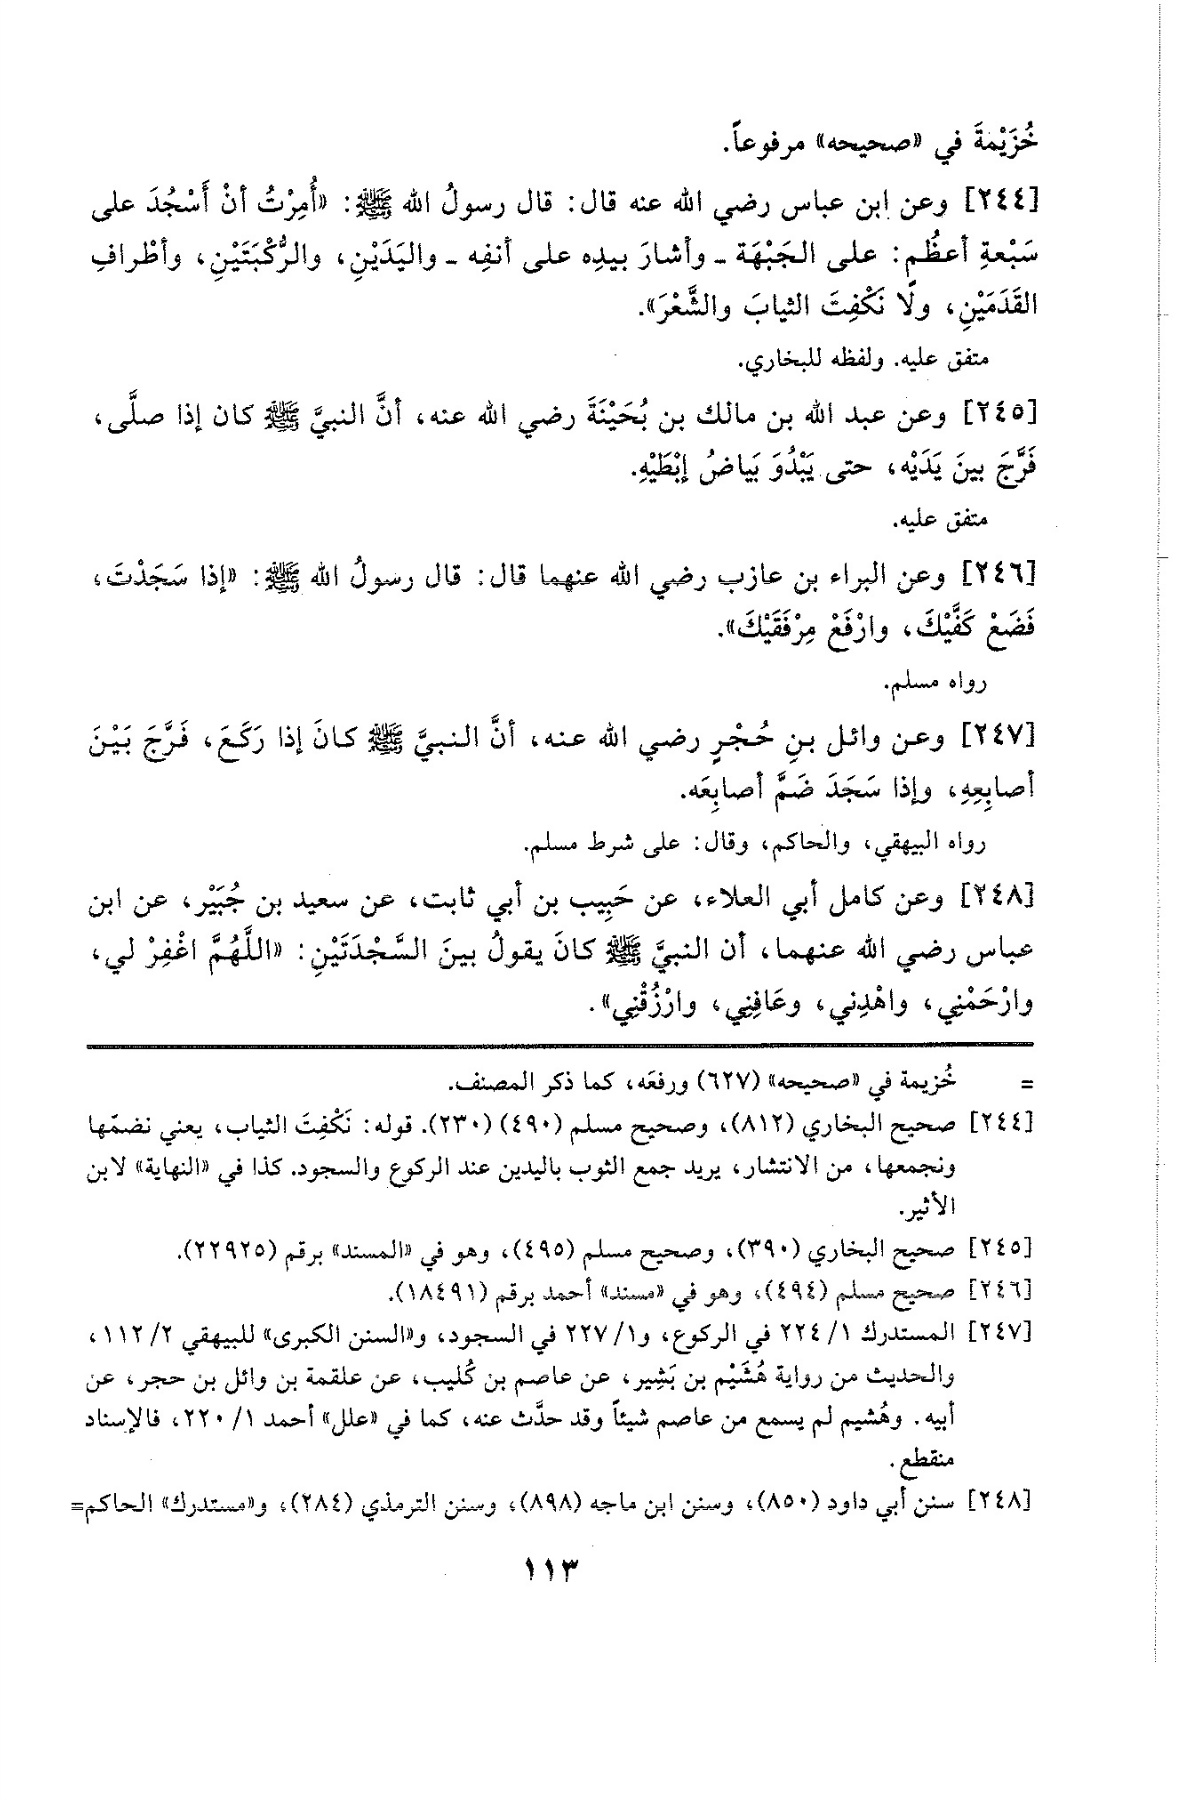 خُزَيْمةَ في «صحيحه» مرفوعاً.
[٢٤٤] وعن ابن عباس رضي الله عنه قال: قال رسولُ الله ﷺ: «أُمِرْتُ أنْ أَسْجُدَ على
سَبْعةِ أعظُمٍ: على الجَبْهَة ـ وأشارَ بيدِه على أنفِه ـ واليَدَيْنِ، والرُّكْبَتَيْنِ، وأطْرافِ
القَدَمَيْنِ، ولَا نَكْفِتَ الثيابَ والشَّعْرَ».
متفق عليه. ولفظه للبخاري.
[٢٤٥] وعن عبد الله بن مالك بن بُحَيْنَةَ رضي الله عنه، أنَّ النبيَّ ﷺ كان إذا صلَّى،
فَرَّجَ بينَ يَدَيْه، حتى يَبْدُوَ بَياضُ إبْطَيْهِ.
متفق عليه.
[٢٤٦] وعن البراء بن عازب رضي الله عنهما قال: قال رسولُ الله ﷺ: «إذا سَجَدْتَ،
فَضَعْ كَفَّيْكَ، وارْفَعْ مِرْفَقَيْكَ».
رواه مسلم.
[٢٤٧] وعن وائل بنِ حُجْرٍ رضي الله عنه، أنَّ النبيَّ ﷺ كانَ إذا رَكَعَ، فَرَّجَ بَيْنَ
أصابِعِهِ، وإذا سَجَدَ ضَمَّ أصابِعَه.
رواه البيهقي، والحاكم، وقال: على شرط مسلم.
[٢٤٨] وعن كامل أبي العلاء، عن حَبِيب بن أبي ثابت، عن سعيد بن جُبَيْر، عن ابن
عباس رضي الله عنهما، أن النبيَّ ﷺ كانَ يقولُ بينَ السَّجْدَتَيْنِ: «اللَّهُمَّ اغْفِرْ لي،
وارْحَمْنِي، واهْدِني، وعَافِنِي، وارْزُقْنِي».
= خُزيمة في «صحيحه» (٦٢٧) ورفعَه، كما ذكر المصنف.
[٢٤٤] صحيح البخاري (٨١٢)، وصحيح مسلم (٤٩٠) (٢٣٠). قوله: نَكْفِتَ الثياب، يعني نضمّها
ونجمعها، من الانتشار، يريد جمع الثوب باليدين عند الركوع والسجود. كذا في «النهاية» لابن
الأثير.
[٢٤٥] صحيح البخاري (٣٩٠)، وصحيح مسلم (٤٩٥)، وهو في «المسند» برقم (٢٢٩٢٥).
[٢٤٦] صحيح مسلم (٤٩٤)، وهو في «مسند» أحمد برقم (١٨٤٩١).
[٢٤٧] المستدرك ١/ ٢٢٤ في الركوع، و١/ ٢٢٧ في السجود، و«السنن الكبرى» للبيهقي ٢/ ١١٢،
والحديث من رواية هُشَيْم بن بَشِير، عن عاصم بن كُليب، عن علقمة بن وائل بن حجر، عن
أبيه. وهُشيم لم يسمع من عاصم شيئاً وقد حدَّث عنه، كما في «علل» أحمد ١/ ٢٢٠، فالإسناد
منقطع.
[٢٤٨] سنن أبي داود (٨٥٠)، وسنن ابن ماجه (٨٩٨)، وسنن الترمذي (٢٨٤)، و«مستدرك» الحاكم=
١١٣